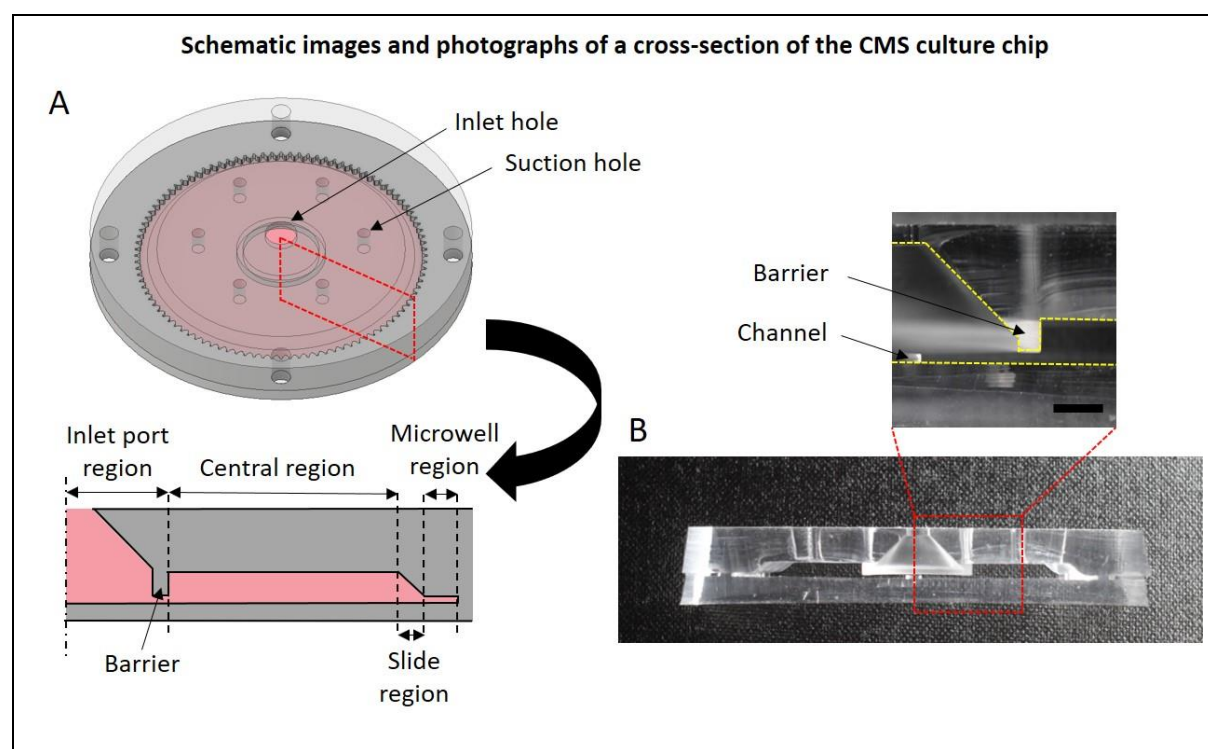 Schematic images and photographs of a cross-section of the CMS culture chip
A
Inlet hole
Suction hole
Inlet port
region
Central region
Microwell
region
Barrier
Slide
region
Barrier
Channel
B